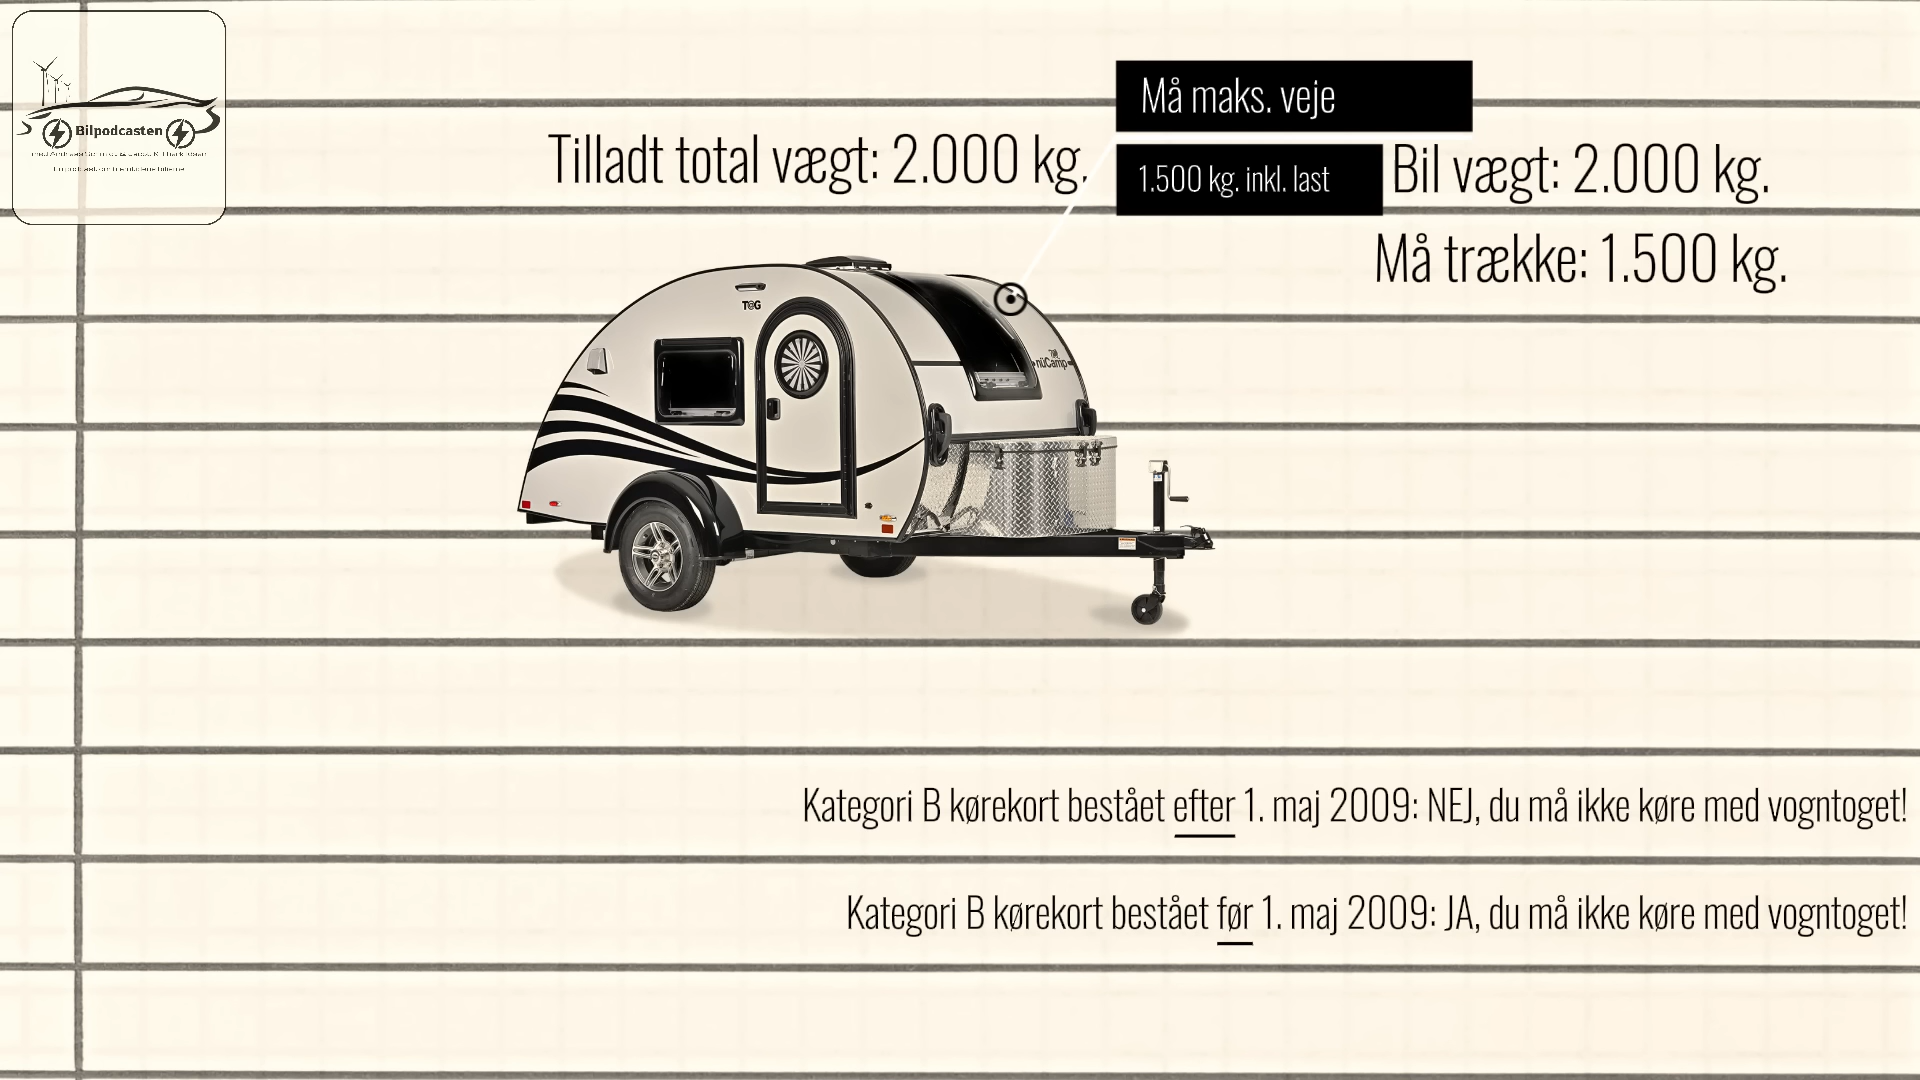 Bilpodcasten
Må maks. veje
1.500 kg. inkl. last
Tilladt total vægt: 2.000 kg.
Bil vægt: 2.000 kg.
Må trække: 1.500 kg.
T@G
nüCamp
Kategori B kørekort bestået efter 1. maj 2009: NEJ, du må ikke køre med vogntoget!
Kategori B kørekort bestået før 1. maj 2009: JA, du må ikke køre med vogntoget!